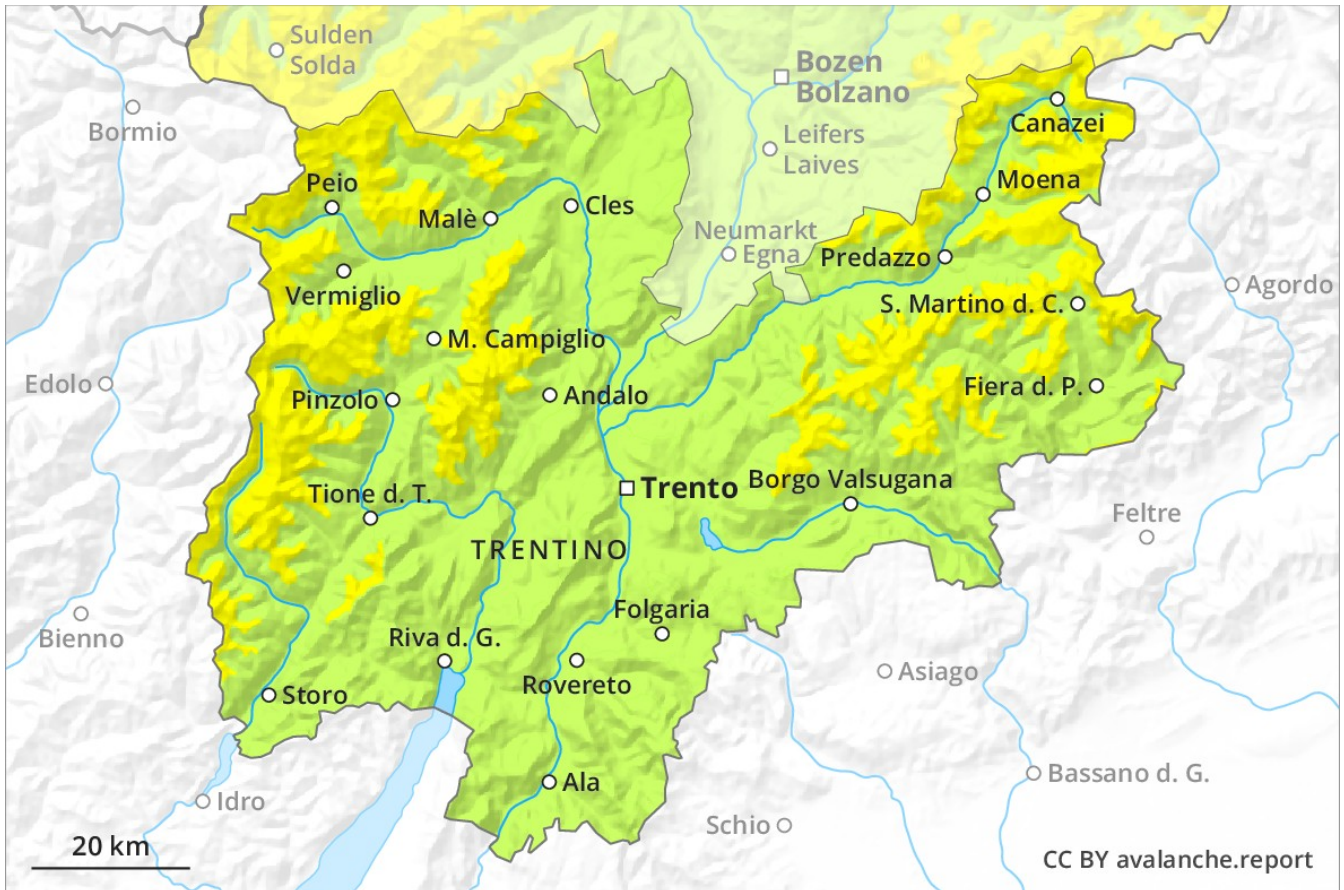 Sulden
Solda
Bozen
Bolzano
Bormio
Canazei
Leifers
Laives
Peio
Moena
Malè
Cles
Neumarkt
Egna
Predazzo
Vermiglio
S. Martino d. C.
Agordo
M. Campiglio
Edolo
Pinzolo
Andalo
Fiera d. P.
Trento
Borgo Valsugana
Tione d. T.
Feltre
TRENTINO
Folgaria
Bienno
Riva d. G.
Asiago
Rovereto
Storo
Bassano d. G.
Ala
Idro
Schio
20 km
CC BY avalanche.report